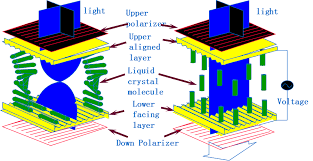 light
light
Upper
polarizer
Upper
aligned
layer
Liquid
crystal
molecule
Lower
facing
layer
Down Polarizer
Voltage